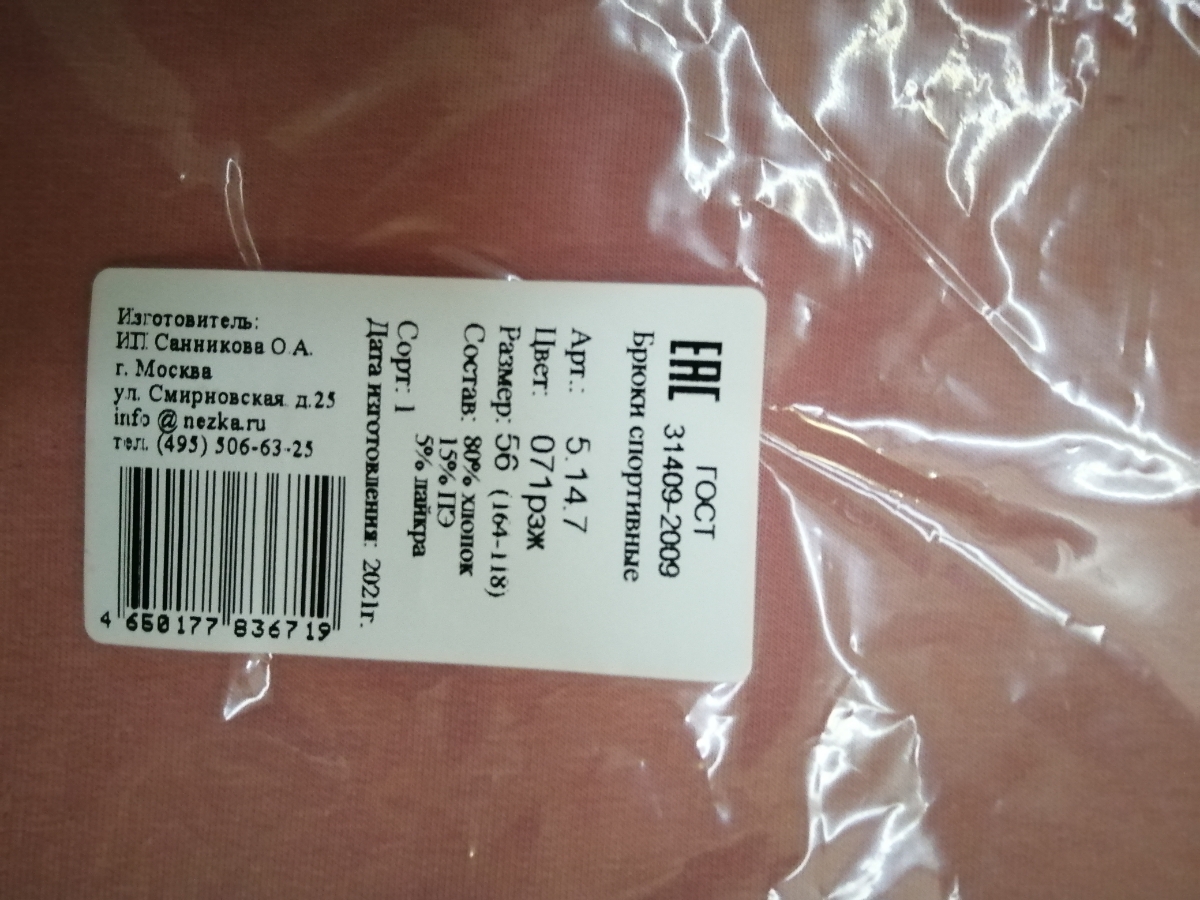 EAC
ГОСТ
31409-2009
Брюки спортивные
Арт.: 5.14.7
Цвет: 071рзж
Размер: 56 (164-118)
Состав: 80% хлопок
15% ПЭ
5% лайкра
Сорт: 1
Дата изготовления: 2021г.
Изготовитель:
ИП Санникова О.А.
г. Москва
ул. Смирновская д.25
info @ nezka.ru
тел. (495) 506-63-25
4 650177 836719